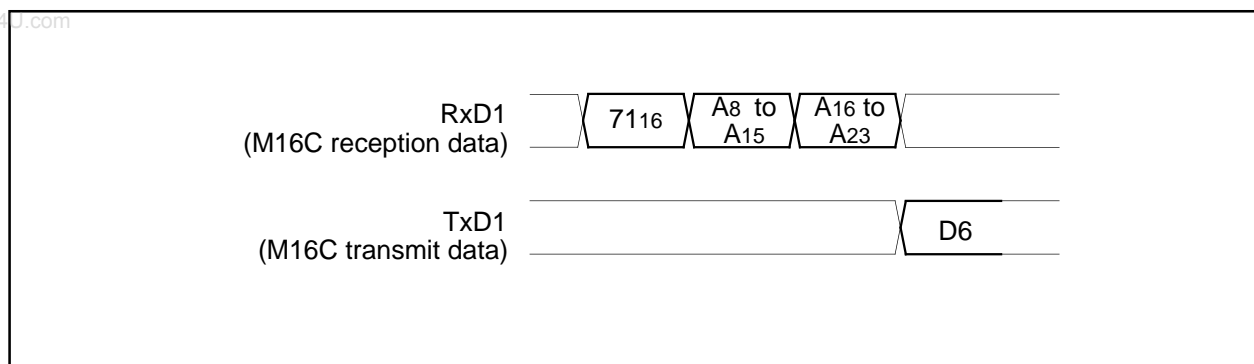 4U.com
RxD1
(M16C reception data)
7116
A8 to
A15
A16 to
A23
TxD1
(M16C transmit data)
D6